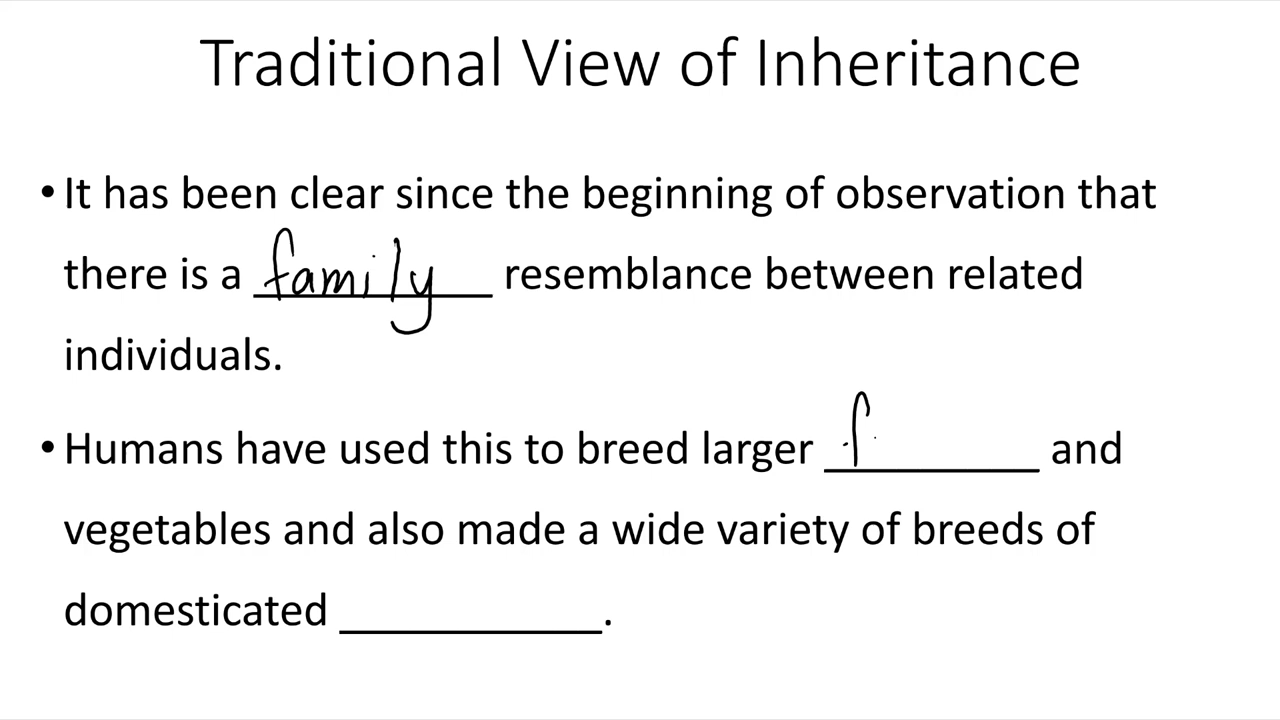 Traditional View of Inheritance
• It has been clear since the beginning of observation that
there is a family resemblance between related
individuals.
• Humans have used this to breed larger f__________ and
vegetables and also made a wide variety of breeds of
domesticated ____________.